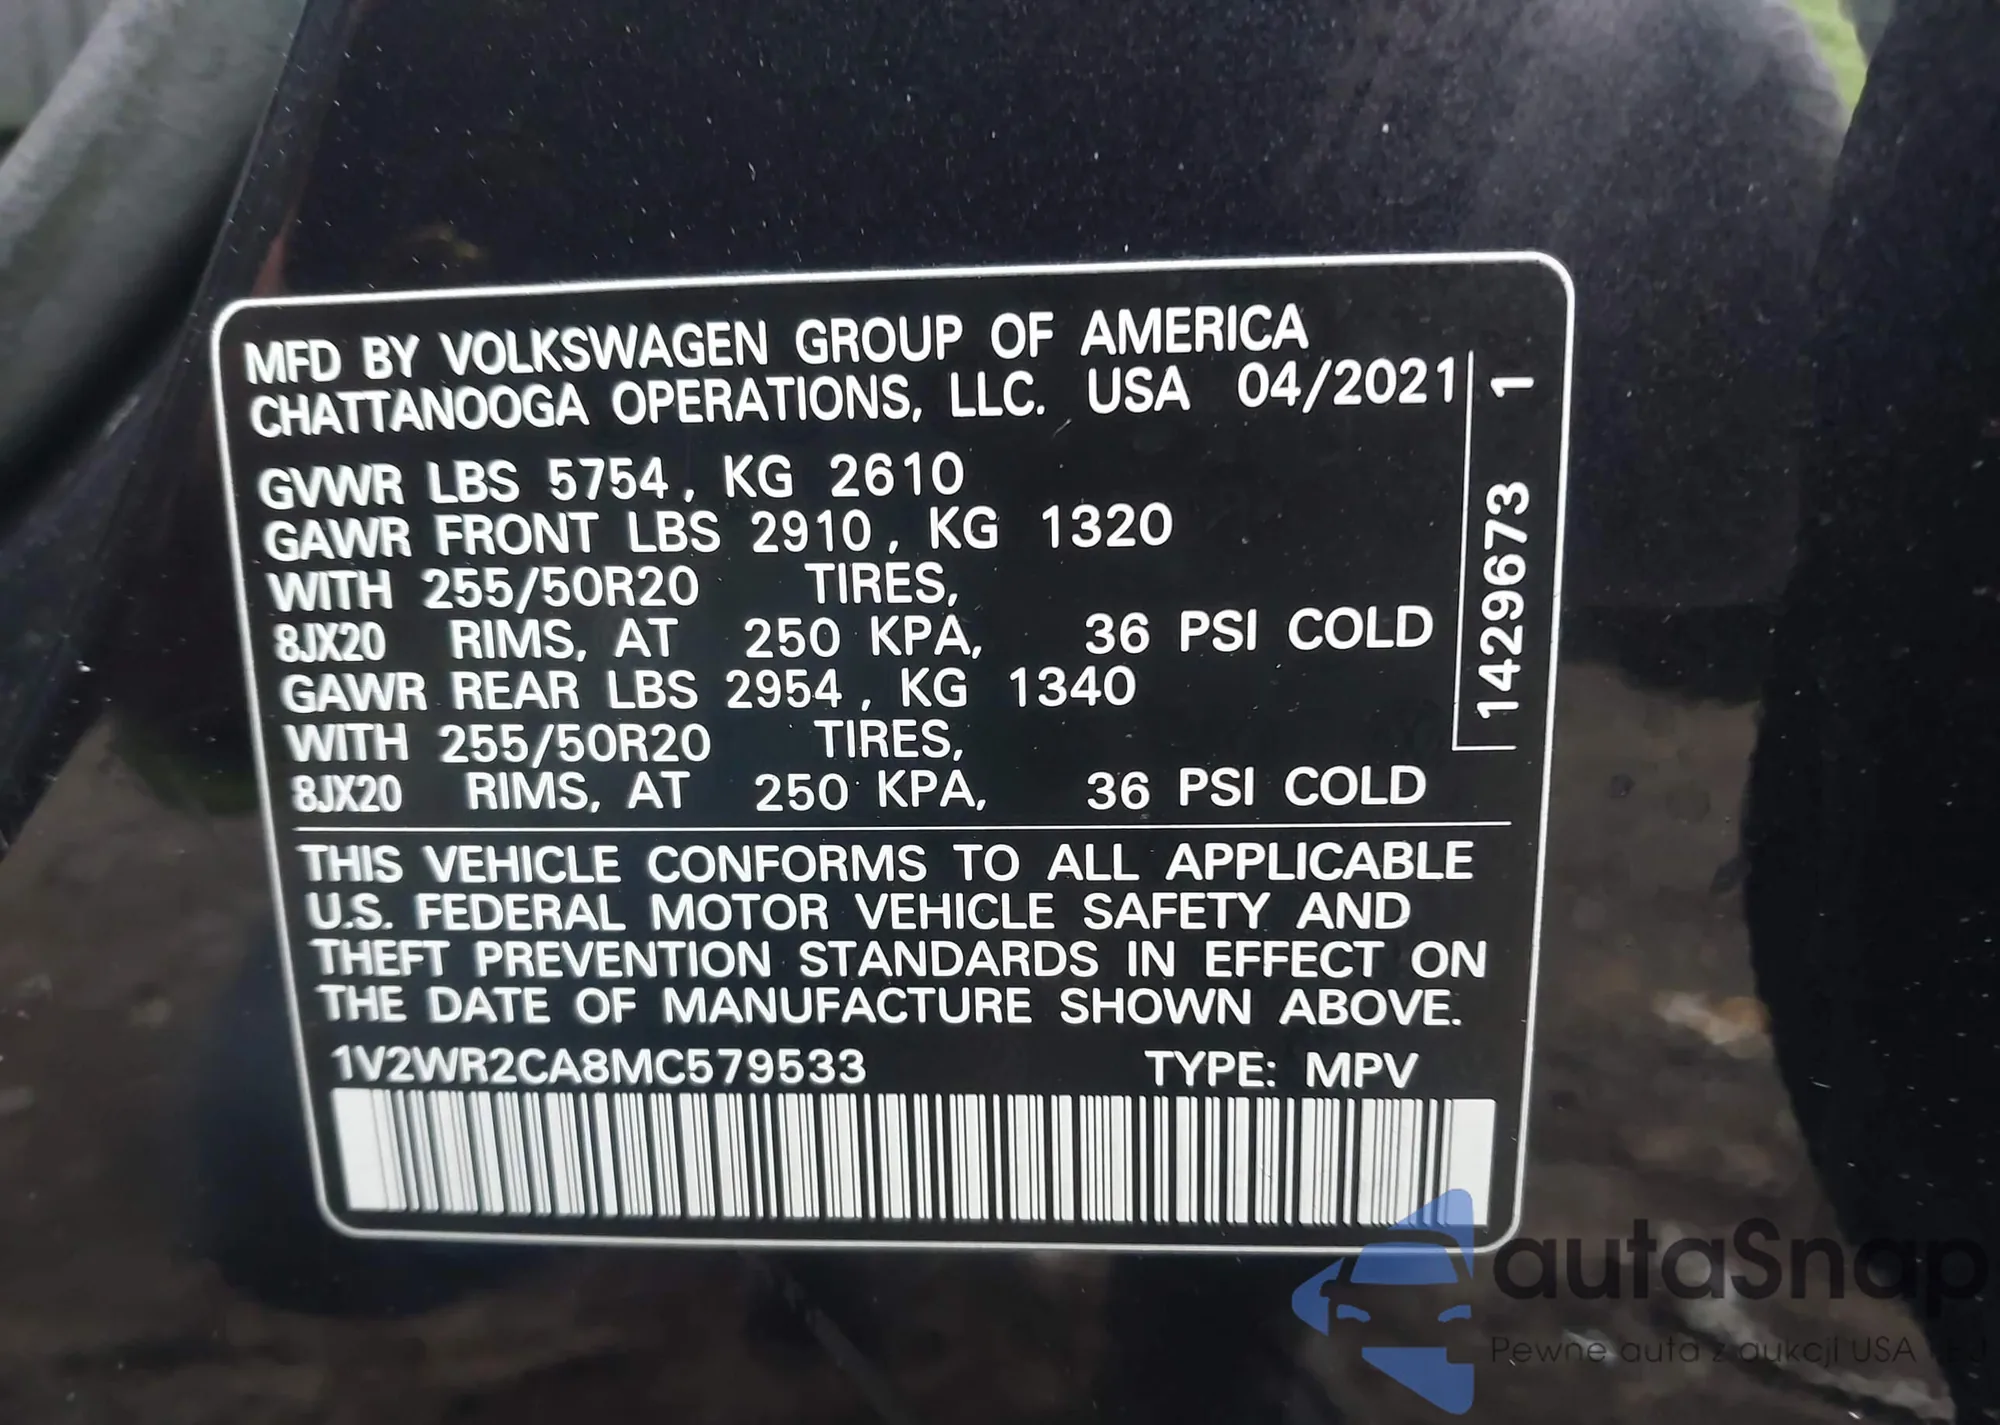 MFD BY VOLKSWAGEN GROUP OF AMERICA
CHATTANOOGA OPERATIONS, LLC. USA 04/2021
GVWR LBS 5754, KG 2610
GAWR FRONT LBS 2910, KG 1320
WITH 255/50R20 TIRES,
8JX20 RIMS, AT 250 KPA, 36 PSI COLD
GAWR REAR LBS 2954, KG 1340
WITH 255/50R20 TIRES,
8JX20 RIMS, AT 250 KPA, 36 PSI COLD
1429673 1
THIS VEHICLE CONFORMS TO ALL APPLICABLE
U.S. FEDERAL MOTOR VEHICLE SAFETY AND
THEFT PREVENTION STANDARDS IN EFFECT ON
THE DATE OF MANUFACTURE SHOWN ABOVE.
1V2WR2CA8MC579533 TYPE: MPV
autaSnap
Pewne auta z aukcji USA